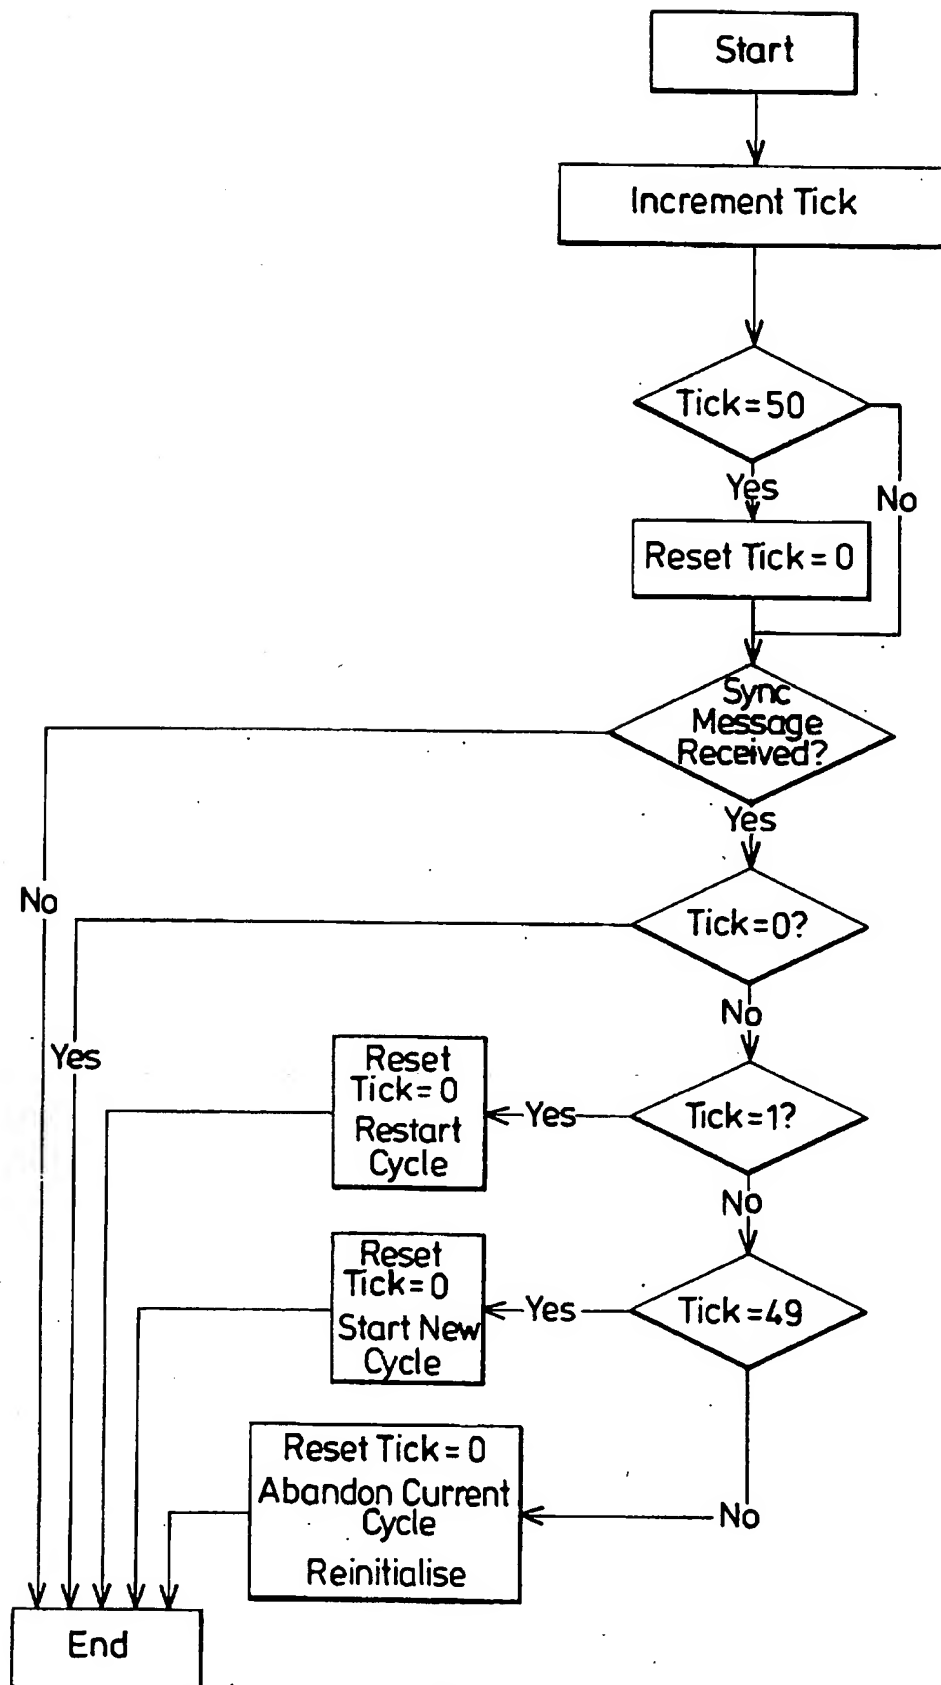 Start
Increment Tick
Tick=50
Yes
No
Reset Tick=0
Sync
Message
Received?
Yes
No
Tick=0?
No
Yes
Reset
Tick=0
Restart
Cycle
Yes
Tick=1?
No
Reset
Tick=0
Start New
Cycle
Yes
Tick=49
Reset Tick=0
Abandon Current
Cycle
Reinitialise
No
End